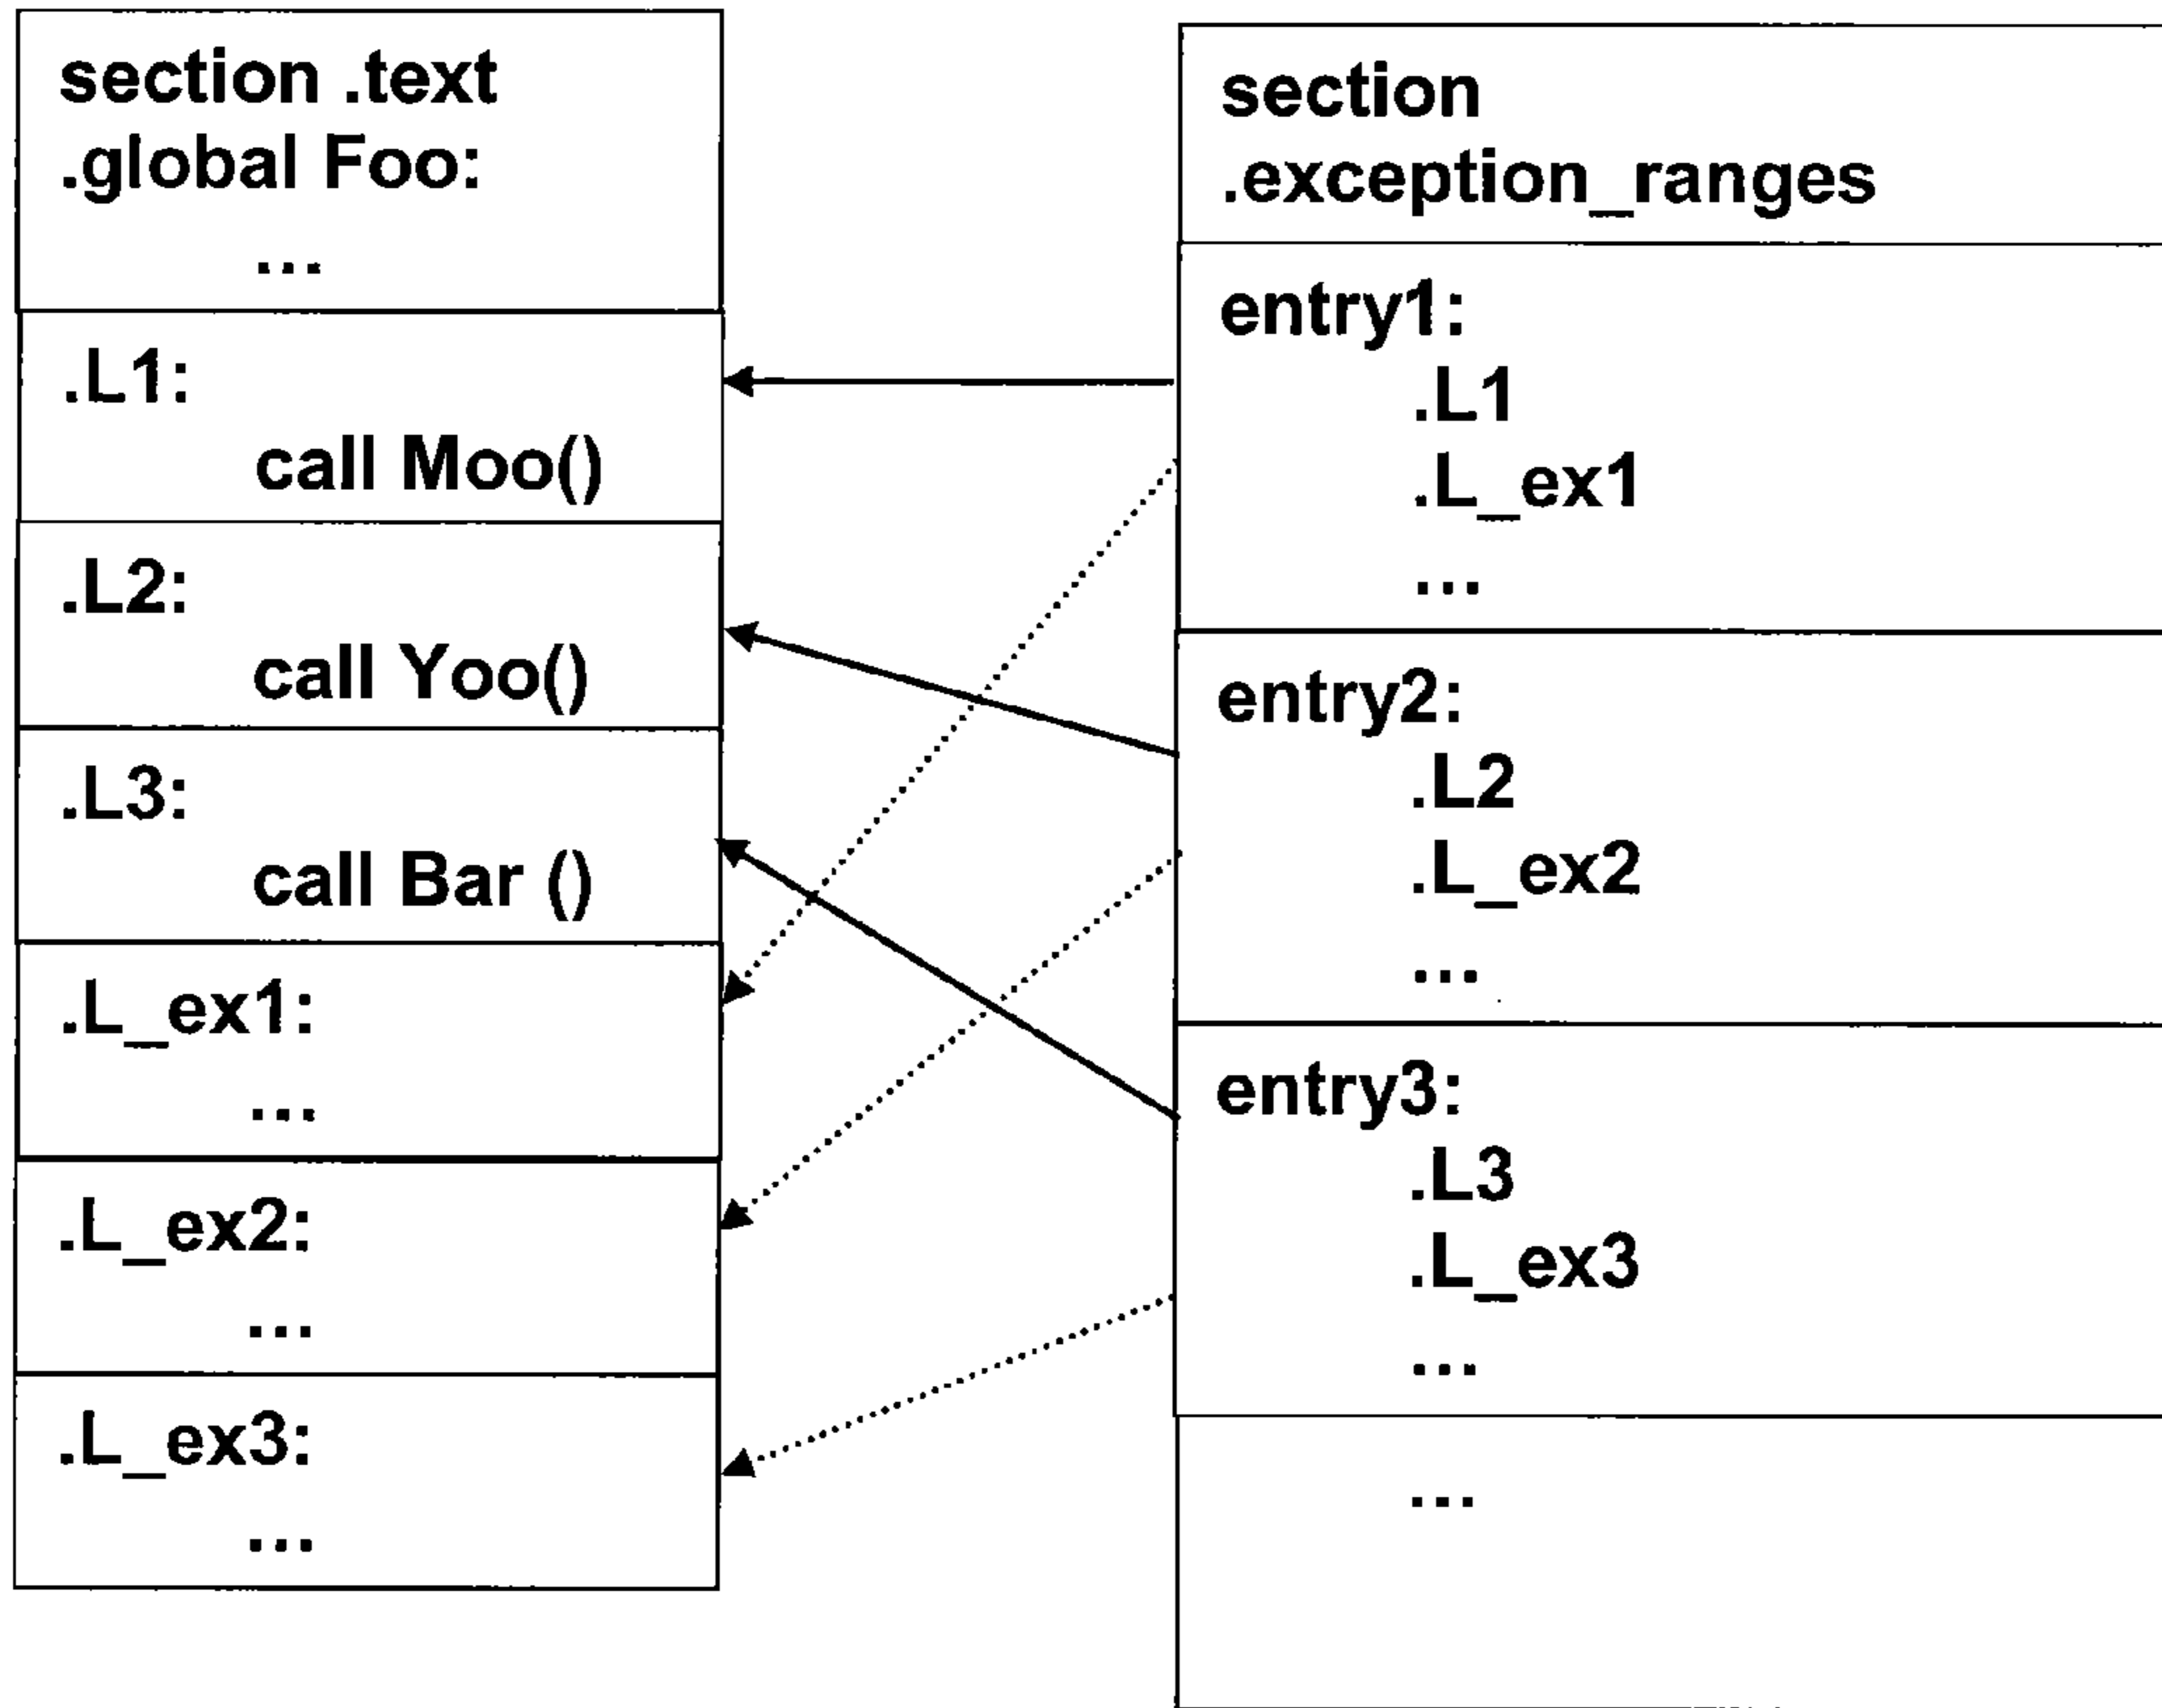 section .text
.global Foo:
...
.L1:
call Moo()
.L2:
call Yoo()
.L3:
call Bar ()
.L_ex1:
...
.L_ex2:
...
.L_ex3:
...
section
.exception_ranges
entry1:
.L1
.L_ex1
...
entry2:
.L2
.L_ex2
...
entry3:
.L3
.L_ex3
...
...